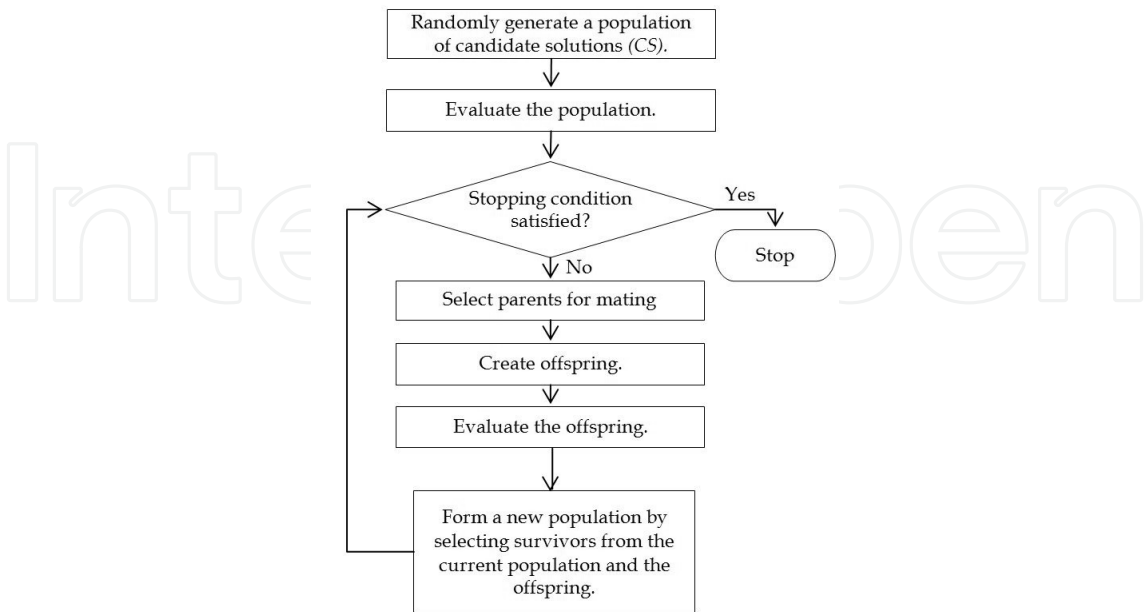 Randomly generate a population
of candidate solutions (CS).
Evaluate the population.
Stopping condition
satisfied?
Yes
Stop
No
Select parents for mating
Create offspring.
Evaluate the offspring.
Form a new population by
selecting survivors from the
current population and the
offspring.